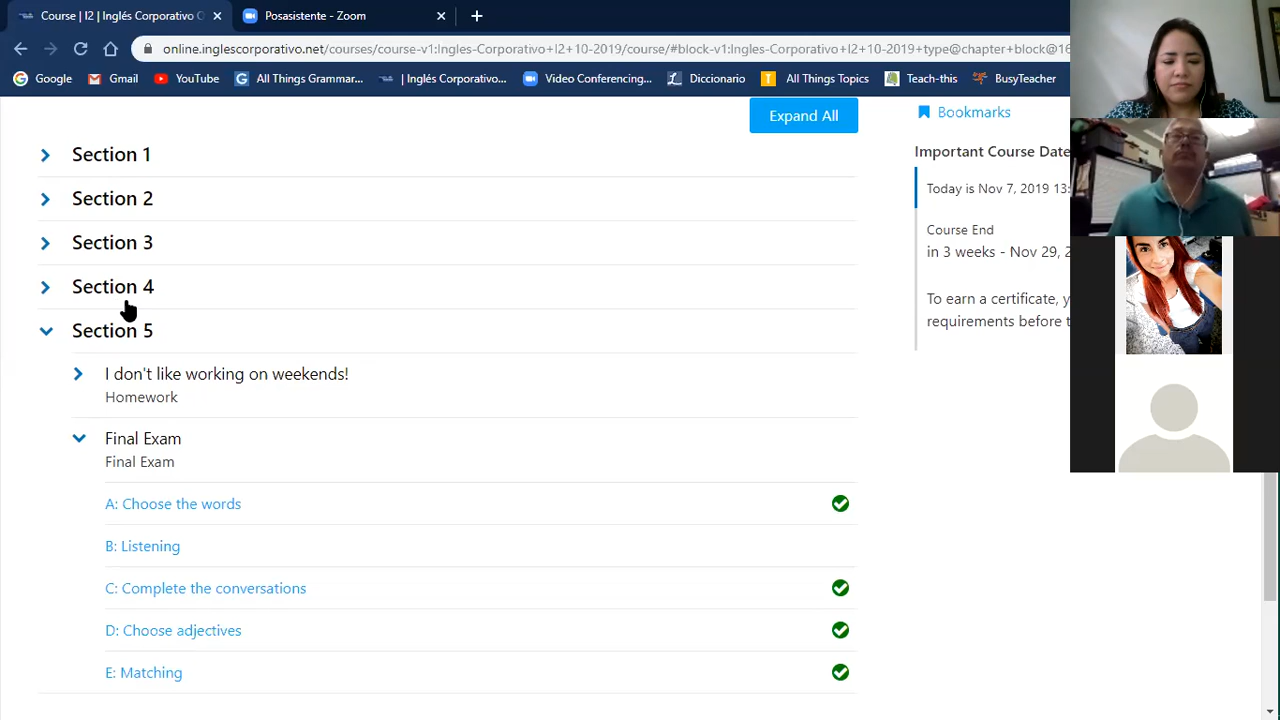 Course | I2 | Inglés Corporativo O
Posasistente - Zoom
online.inglescorporativo.net/courses/course-v1:Ingles-Corporativo+I2+10-2019/course/#block-v1:Ingles-Corporativo+I2+10-2019+type@chapter+block@16
Google
Gmail
YouTube
All Things Grammar...
| Inglés Corporativo...
Video Conferencing...
Diccionario
All Things Topics
Teach-this
BusyTeacher
Expand All
Bookmarks
Section 1
Important Course Date
Section 2
Today is Nov 7, 2019 13:
Section 3
Course End
in 3 weeks - Nov 29, 2
Section 4
To earn a certificate, y
requirements before t
Section 5
I don't like working on weekends!
Homework
Final Exam
Final Exam
A: Choose the words
B: Listening
C: Complete the conversations
D: Choose adjectives
E: Matching